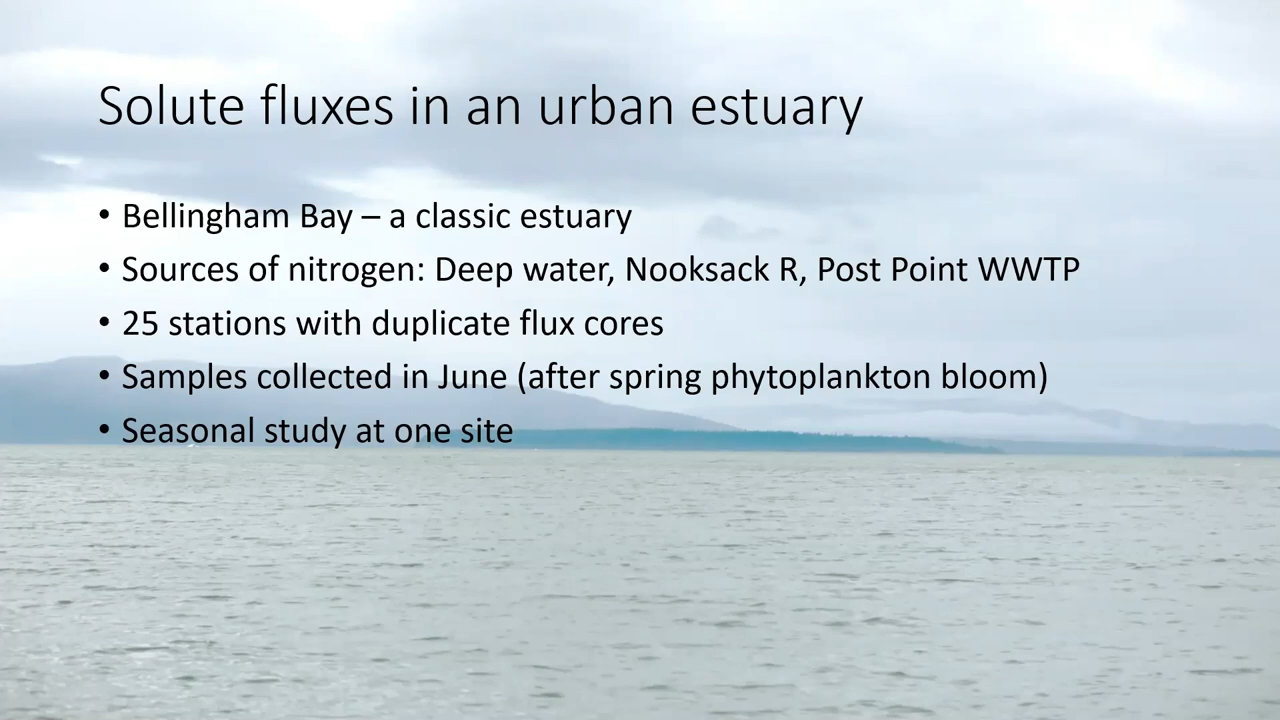 Solute fluxes in an urban estuary
• Bellingham Bay – a classic estuary
• Sources of nitrogen: Deep water, Nooksack R, Post Point WWTP
• 25 stations with duplicate flux cores
• Samples collected in June (after spring phytoplankton bloom)
• Seasonal study at one site